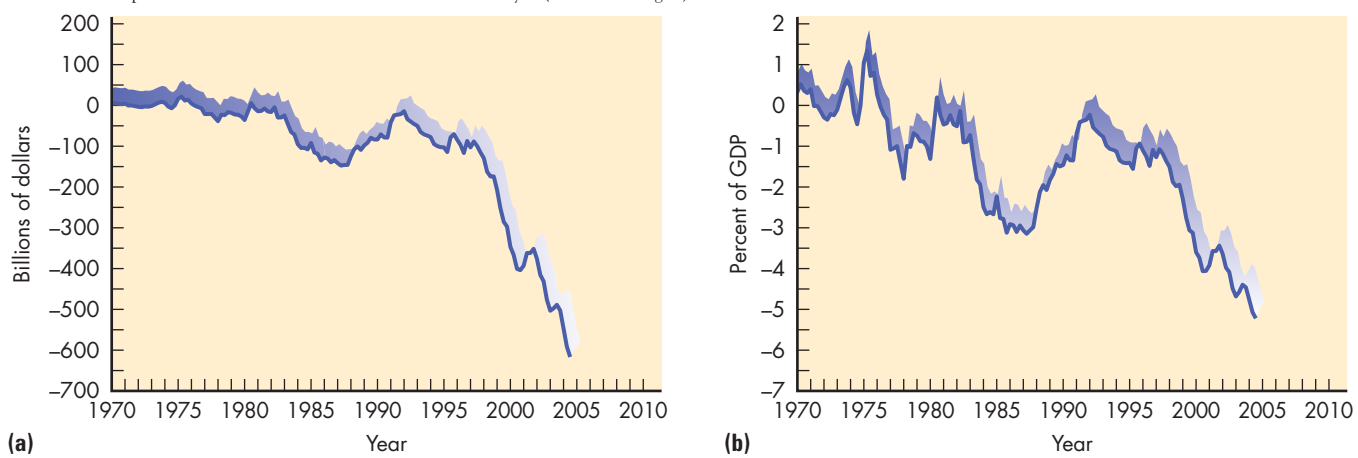 200
100
0
–100
–200
–300
–400
–500
–600
–700
Billions of dollars
1970 1975 1980 1985 1990 1995 2000 2005 2010
Year
(a)
2
1
0
–1
–2
–3
–4
–5
–6
–7
Percent of GDP
1970 1975 1980 1985 1990 1995 2000 2005 2010
Year
(b)